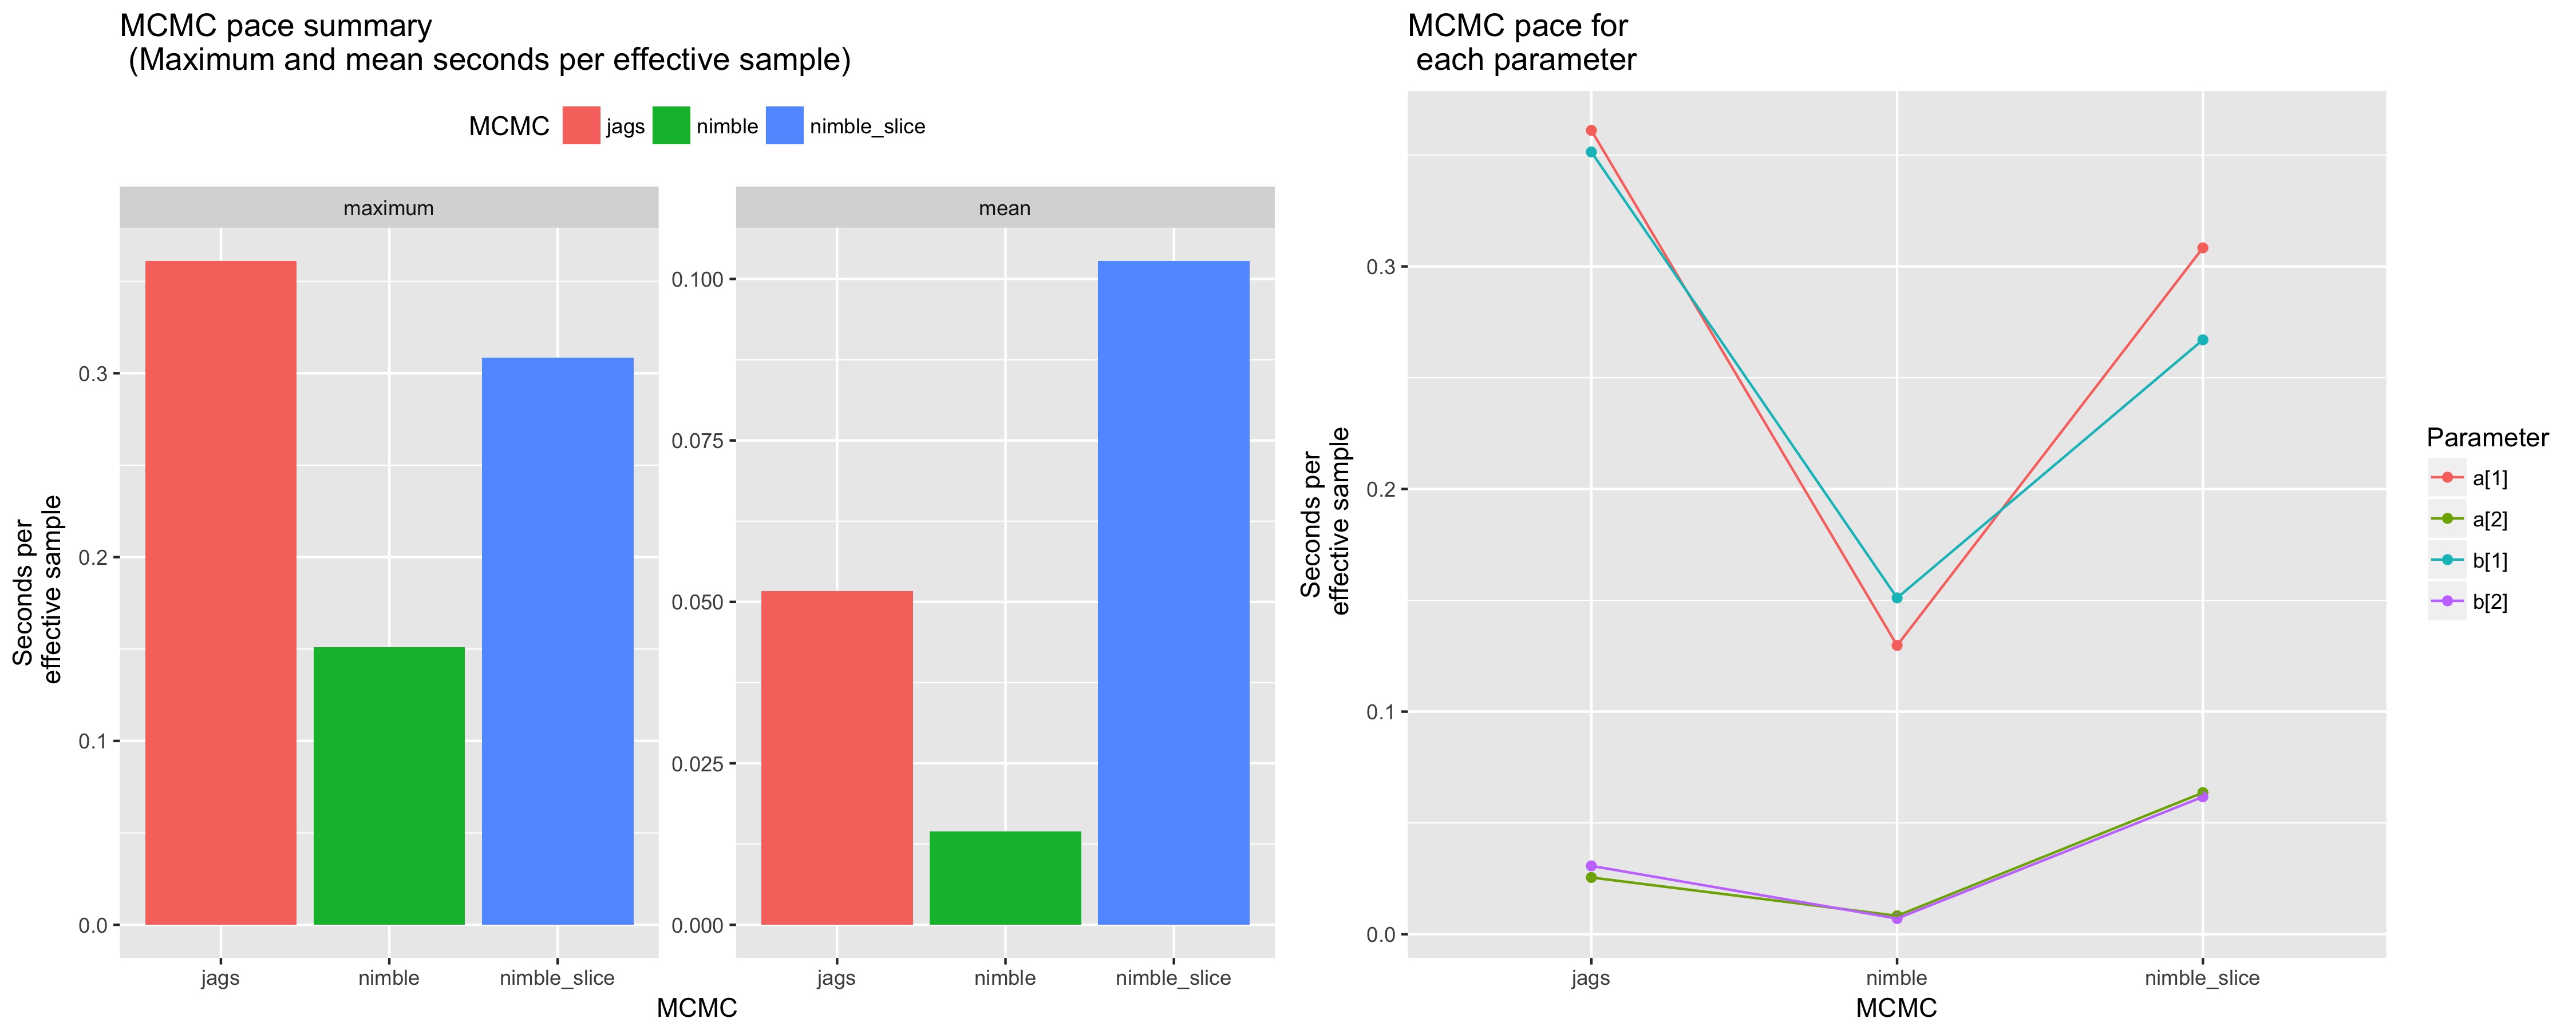 MCMC pace summary
(Maximum and mean seconds per effective sample)
MCMC jags nimble nimble_slice
maximum
mean
Seconds per
effective sample
0.3
0.2
0.1
0.0
jags nimble nimble_slice
0.100
0.075
0.050
0.025
0.000
jags nimble nimble_slice
MCMC
MCMC pace for
each parameter
Seconds per
effective sample
0.3
0.2
0.1
0.0
jags nimble nimble_slice
MCMC
Parameter
a[1]
a[2]
b[1]
b[2]